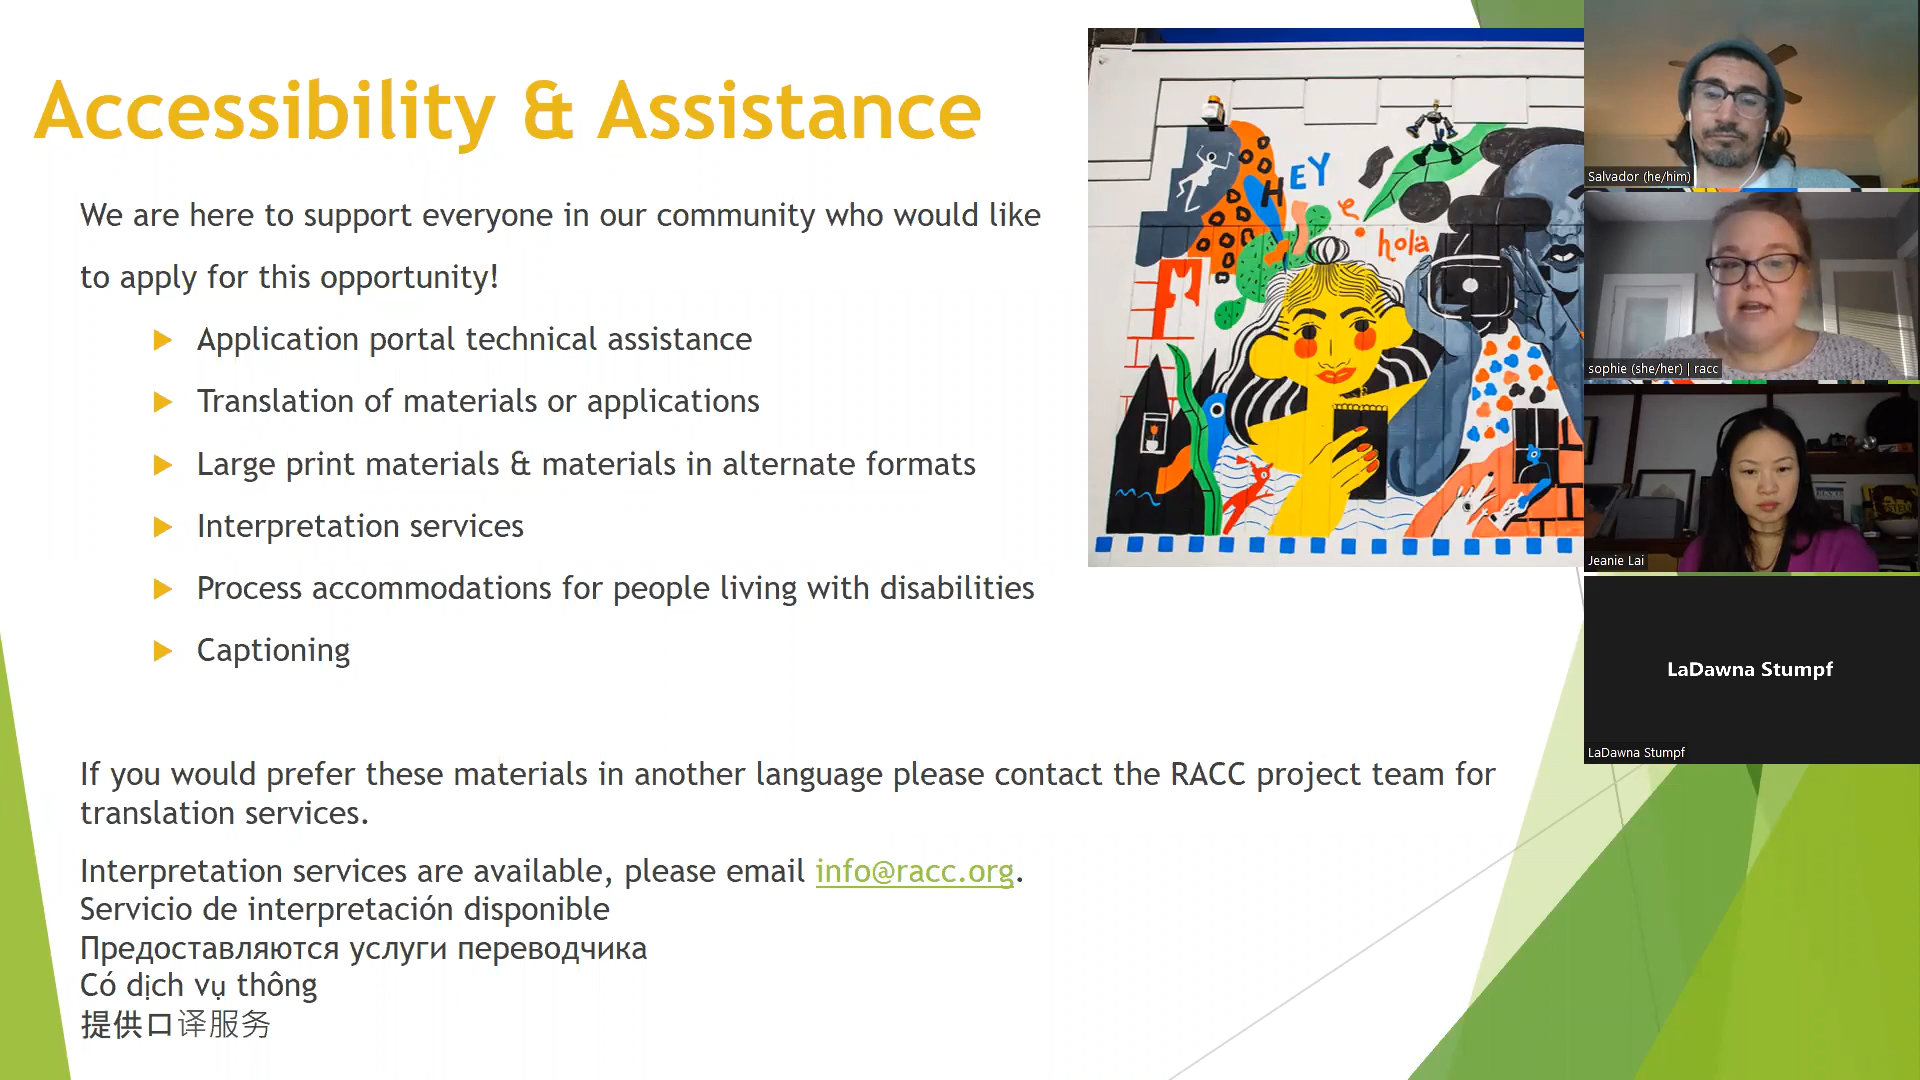 Accessibility & Assistance
We are here to support everyone in our community who would like
to apply for this opportunity!
Application portal technical assistance
Translation of materials or applications
Large print materials & materials in alternate formats
Interpretation services
Process accommodations for people living with disabilities
Captioning
If you would prefer these materials in another language please contact the RACC project team for
translation services.
Interpretation services are available, please email info@racc.org.
Servicio de interpretación disponible
Предоставляются услуги переводчика
Có dịch vụ thông
提供口译服务
HEY
hola
Salvador (he/him)
sophie (she/her) | racc
Jeanie Lai
LaDawna Stumpf
LaDawna Stumpf